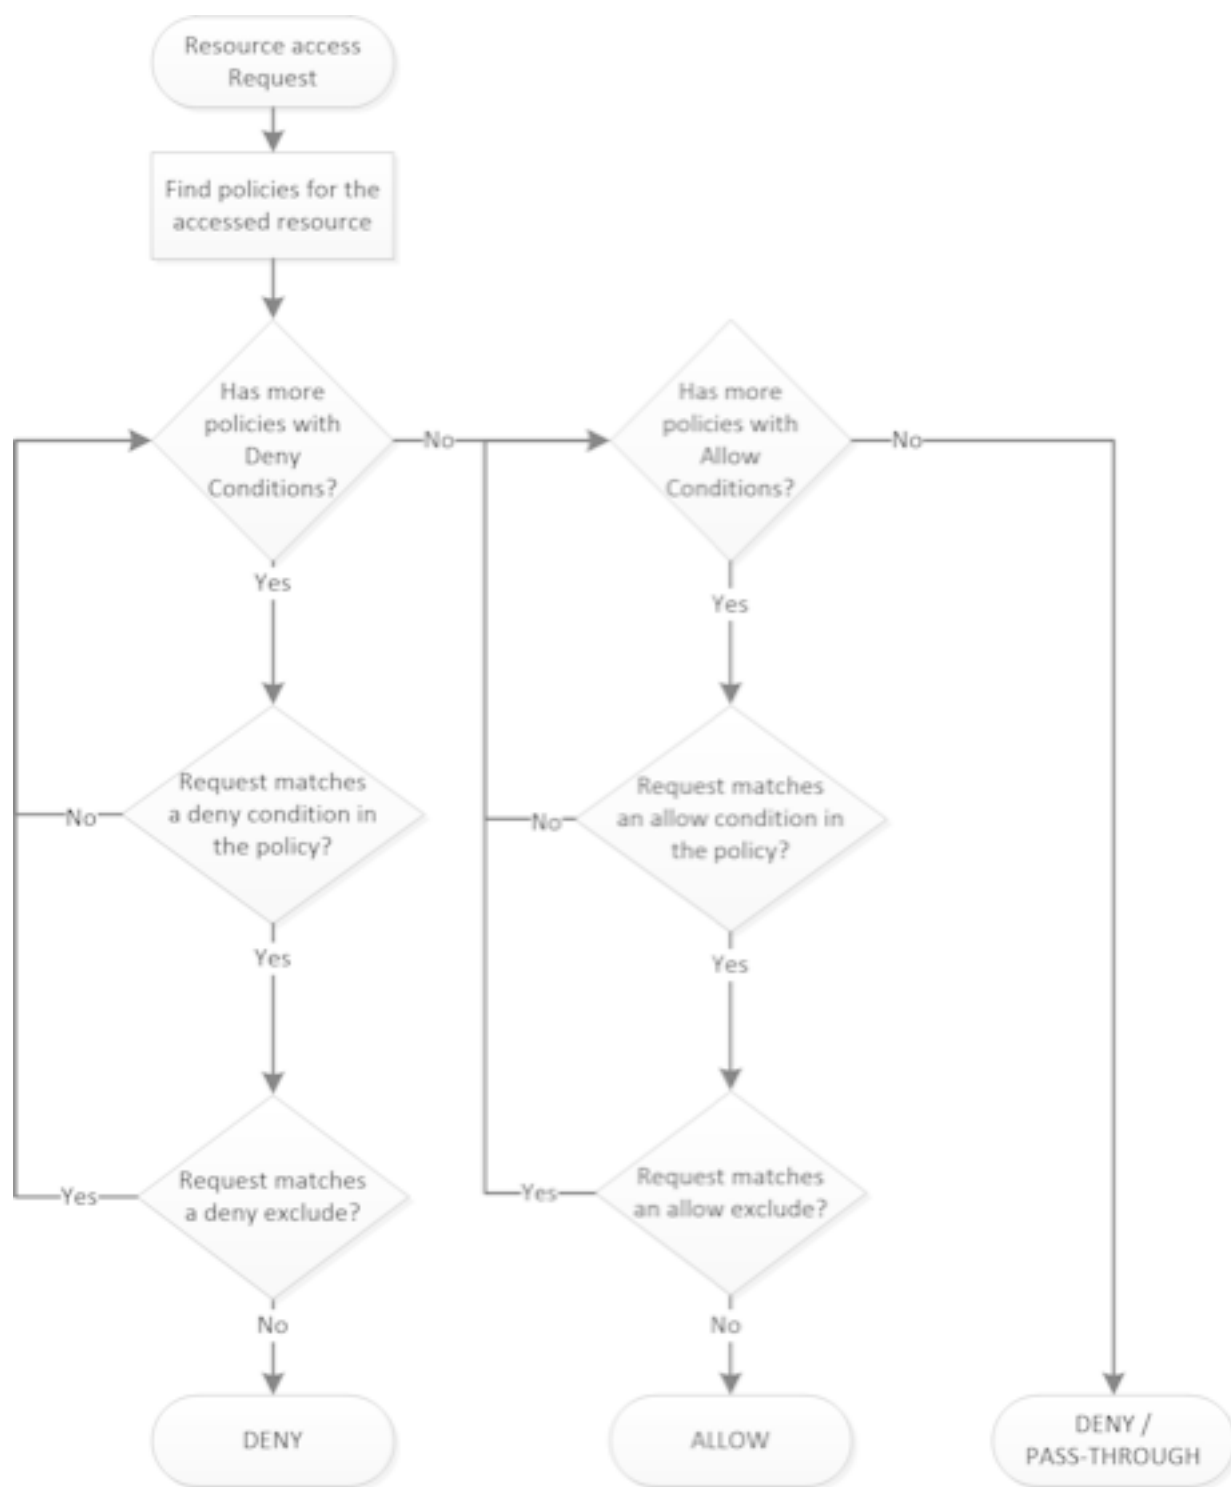 Resource access
Request
Find policies for the
accessed resource
Has more
policies with
Deny
Conditions?
No
Has more
policies with
Allow
Conditions?
No
Yes
Yes
Request matches
a deny condition in
the policy?
No
Request matches
an allow condition in
the policy?
No
Yes
Yes
Request matches
a deny exclude?
Yes
Request matches
an allow exclude?
Yes
No
No
DENY
ALLOW
DENY /
PASS-THROUGH